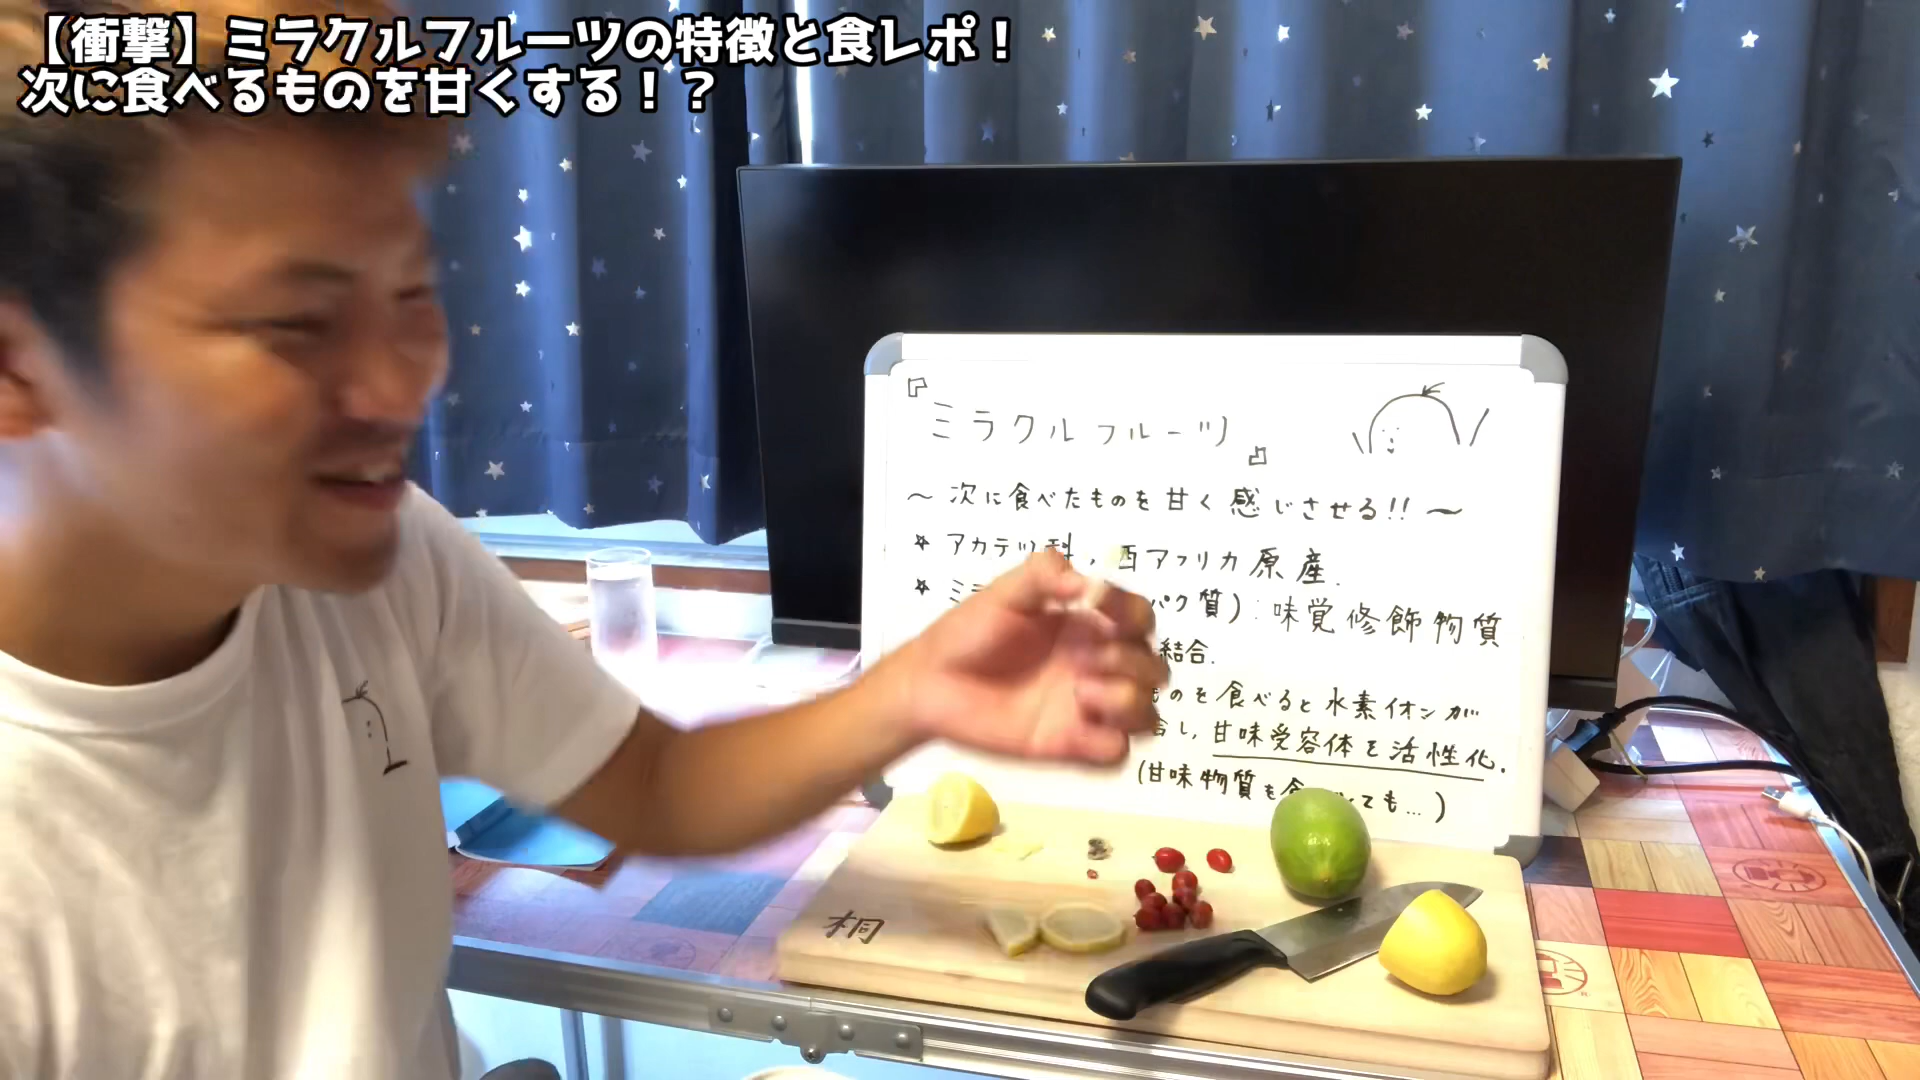 【衝撃】ミラクルフルーツの特徴と食レポ！
次に食べるものを甘くする！？
『ミラクルフルーツ』
～次に食べたものを甘く感じさせる!!～
☆ アカテツ科，西アフリカ原産.
☆ ミラ パク質）：味覚修飾物質
結合.
ものを食べると水素イオンが
合し，甘味受容体を活性化.
(甘味物質も ても…)
桐